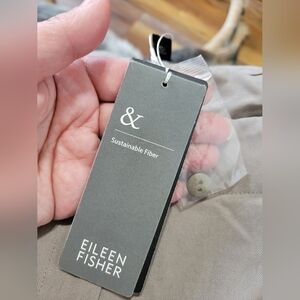 &
Sustainable Fiber
EILEEN
FISHER